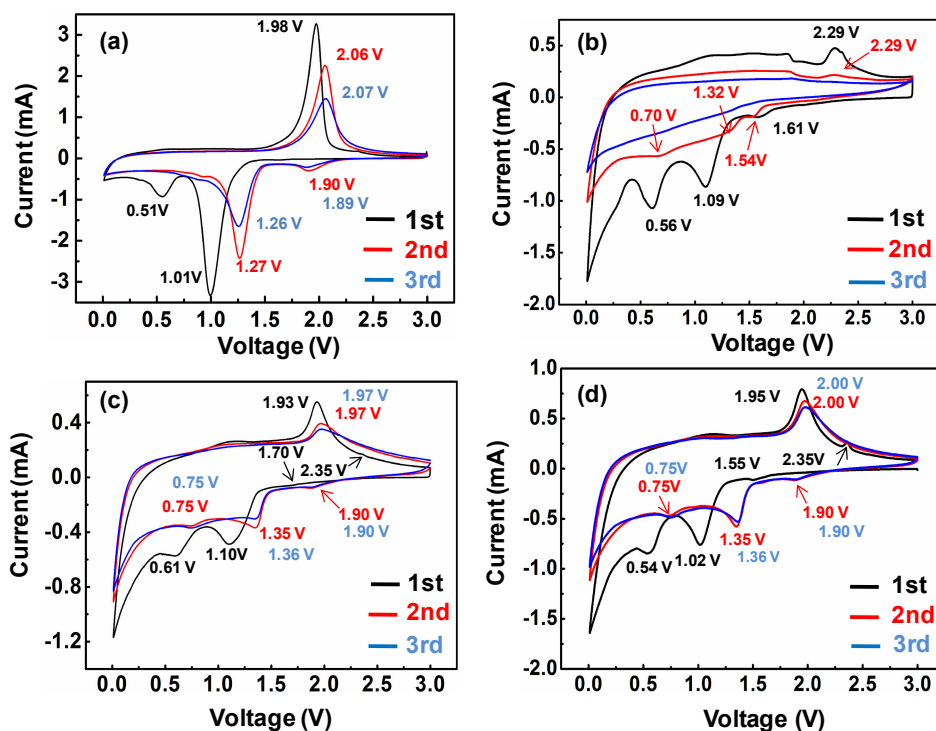 (a)
1.98 V
2.06 V
2.07 V
0.51V
1.01V
1.27 V
1.26 V
1.90 V
1.89 V
1st
2nd
3rd
Current (mA)
3
2
1
0
-1
-2
-3
0.0 0.5 1.0 1.5 2.0 2.5 3.0
Voltage (V)
(b)
2.29 V
2.29 V
1.32 V
0.70 V
1.61 V
1.54V
1.09 V
0.56 V
1st
2nd
3rd
Current (mA)
0.5
0.0
-0.5
-1.0
-1.5
-2.0
0.0 0.5 1.0 1.5 2.0 2.5 3.0
Voltage (V)
(c)
1.97 V
1.97 V
1.93 V
1.70 V
2.35 V
0.75 V
0.75 V
0.61 V
1.10 V
1.35 V
1.36 V
1.90 V
1.90 V
1st
2nd
3rd
Current (mA)
0.4
0.0
-0.4
-0.8
-1.2
0.0 0.5 1.0 1.5 2.0 2.5 3.0
Voltage (V)
(d)
2.00 V
2.00 V
1.95 V
1.55 V
2.35V
0.75V
0.75V
0.54 V
1.02 V
1.35 V
1.36 V
1.90 V
1.90 V
1st
2nd
3rd
Current (mA)
1.0
0.5
0.0
-0.5
-1.0
-1.5
-2.0
0.0 0.5 1.0 1.5 2.0 2.5 3.0
Voltage (V)